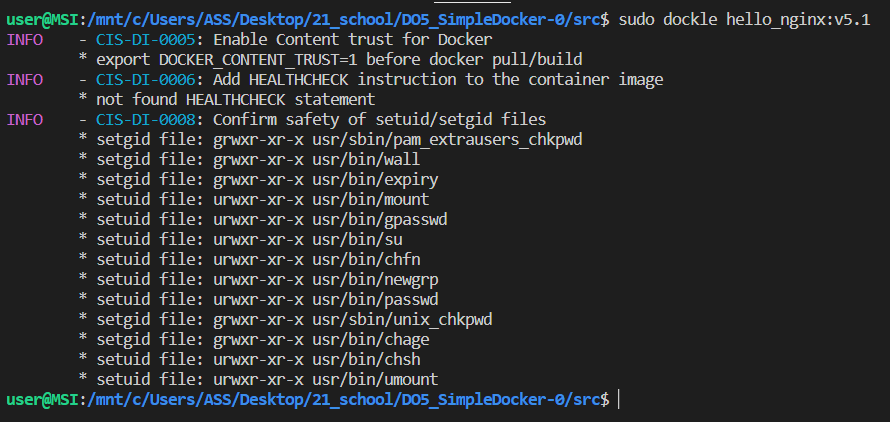 user@MSI:/mnt/c/Users/ASS/Desktop/21_school/DO5_SimpleDocker-0/src$ sudo dockle hello_nginx:v5.1
INFO    - CIS-DI-0005: Enable Content trust for Docker
        * export DOCKER_CONTENT_TRUST=1 before docker pull/build
INFO    - CIS-DI-0006: Add HEALTHCHECK instruction to the container image
        * not found HEALTHCHECK statement
INFO    - CIS-DI-0008: Confirm safety of setuid/setgid files
        * setgid file: grwxr-xr-x usr/sbin/pam_extrausers_chkpwd
        * setgid file: grwxr-xr-x usr/bin/wall
        * setgid file: grwxr-xr-x usr/bin/expiry
        * setuid file: urwxr-xr-x usr/bin/mount
        * setuid file: urwxr-xr-x usr/bin/gpasswd
        * setuid file: urwxr-xr-x usr/bin/su
        * setuid file: urwxr-xr-x usr/bin/chfn
        * setuid file: urwxr-xr-x usr/bin/newgrp
        * setuid file: urwxr-xr-x usr/bin/passwd
        * setgid file: grwxr-xr-x usr/sbin/unix_chkpwd
        * setgid file: grwxr-xr-x usr/bin/chage
        * setuid file: urwxr-xr-x usr/bin/chsh
        * setuid file: urwxr-xr-x usr/bin/umount
user@MSI:/mnt/c/Users/ASS/Desktop/21_school/DO5_SimpleDocker-0/src$